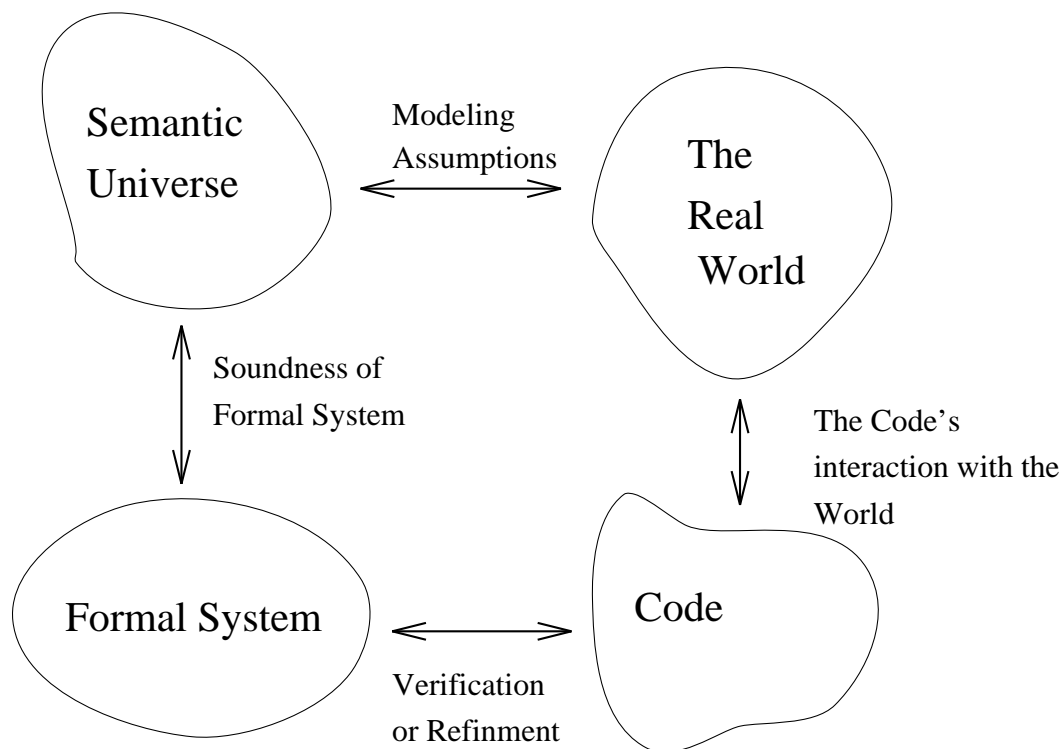 Semantic
Universe
Modeling
Assumptions
The
Real
World
Soundness of
Formal System
The Code's
interaction with the
World
Formal System
Code
Verification
or Refinment